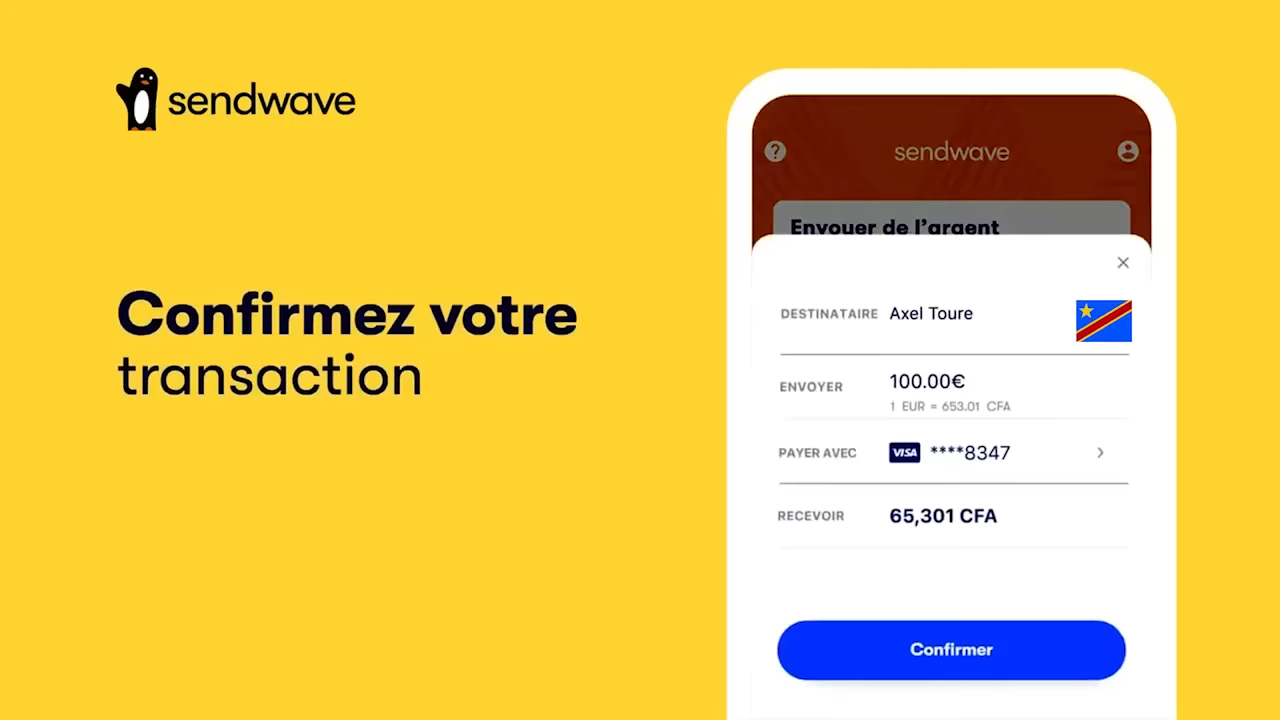 sendwave
Confirmez votre
transaction
sendwave
Envoyer de l'argent
DESTINATAIRE Axel Toure
ENVOYER 100.00€
1 EUR = 653.01 CFA
PAYER AVEC VISA ****8347
RECEVOIR 65,301 CFA
Confirmer